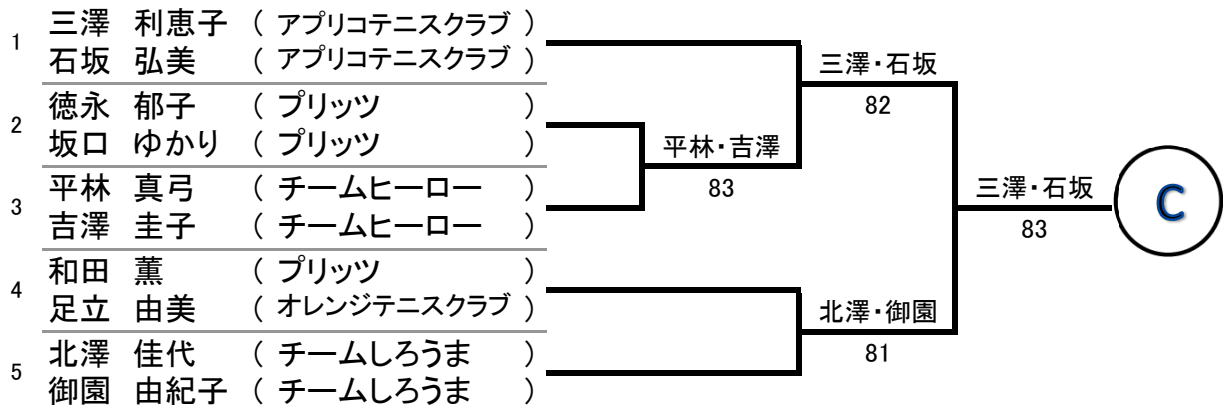 1 三澤 利恵子 ( アプリコテニスクラブ )
石坂 弘美 ( アプリコテニスクラブ )
2 徳永 郁子 ( プリッツ )
坂口 ゆかり ( プリッツ )
3 平林 真弓 ( チームヒーロー )
吉澤 圭子 ( チームヒーロー )
4 和田 薫 ( プリッツ )
足立 由美 ( オレンジテニスクラブ )
5 北澤 佳代 ( チームしろうま )
御園 由紀子 ( チームしろうま )
平林・吉澤
83
三澤・石坂
82
北澤・御園
81
三澤・石坂
83
C